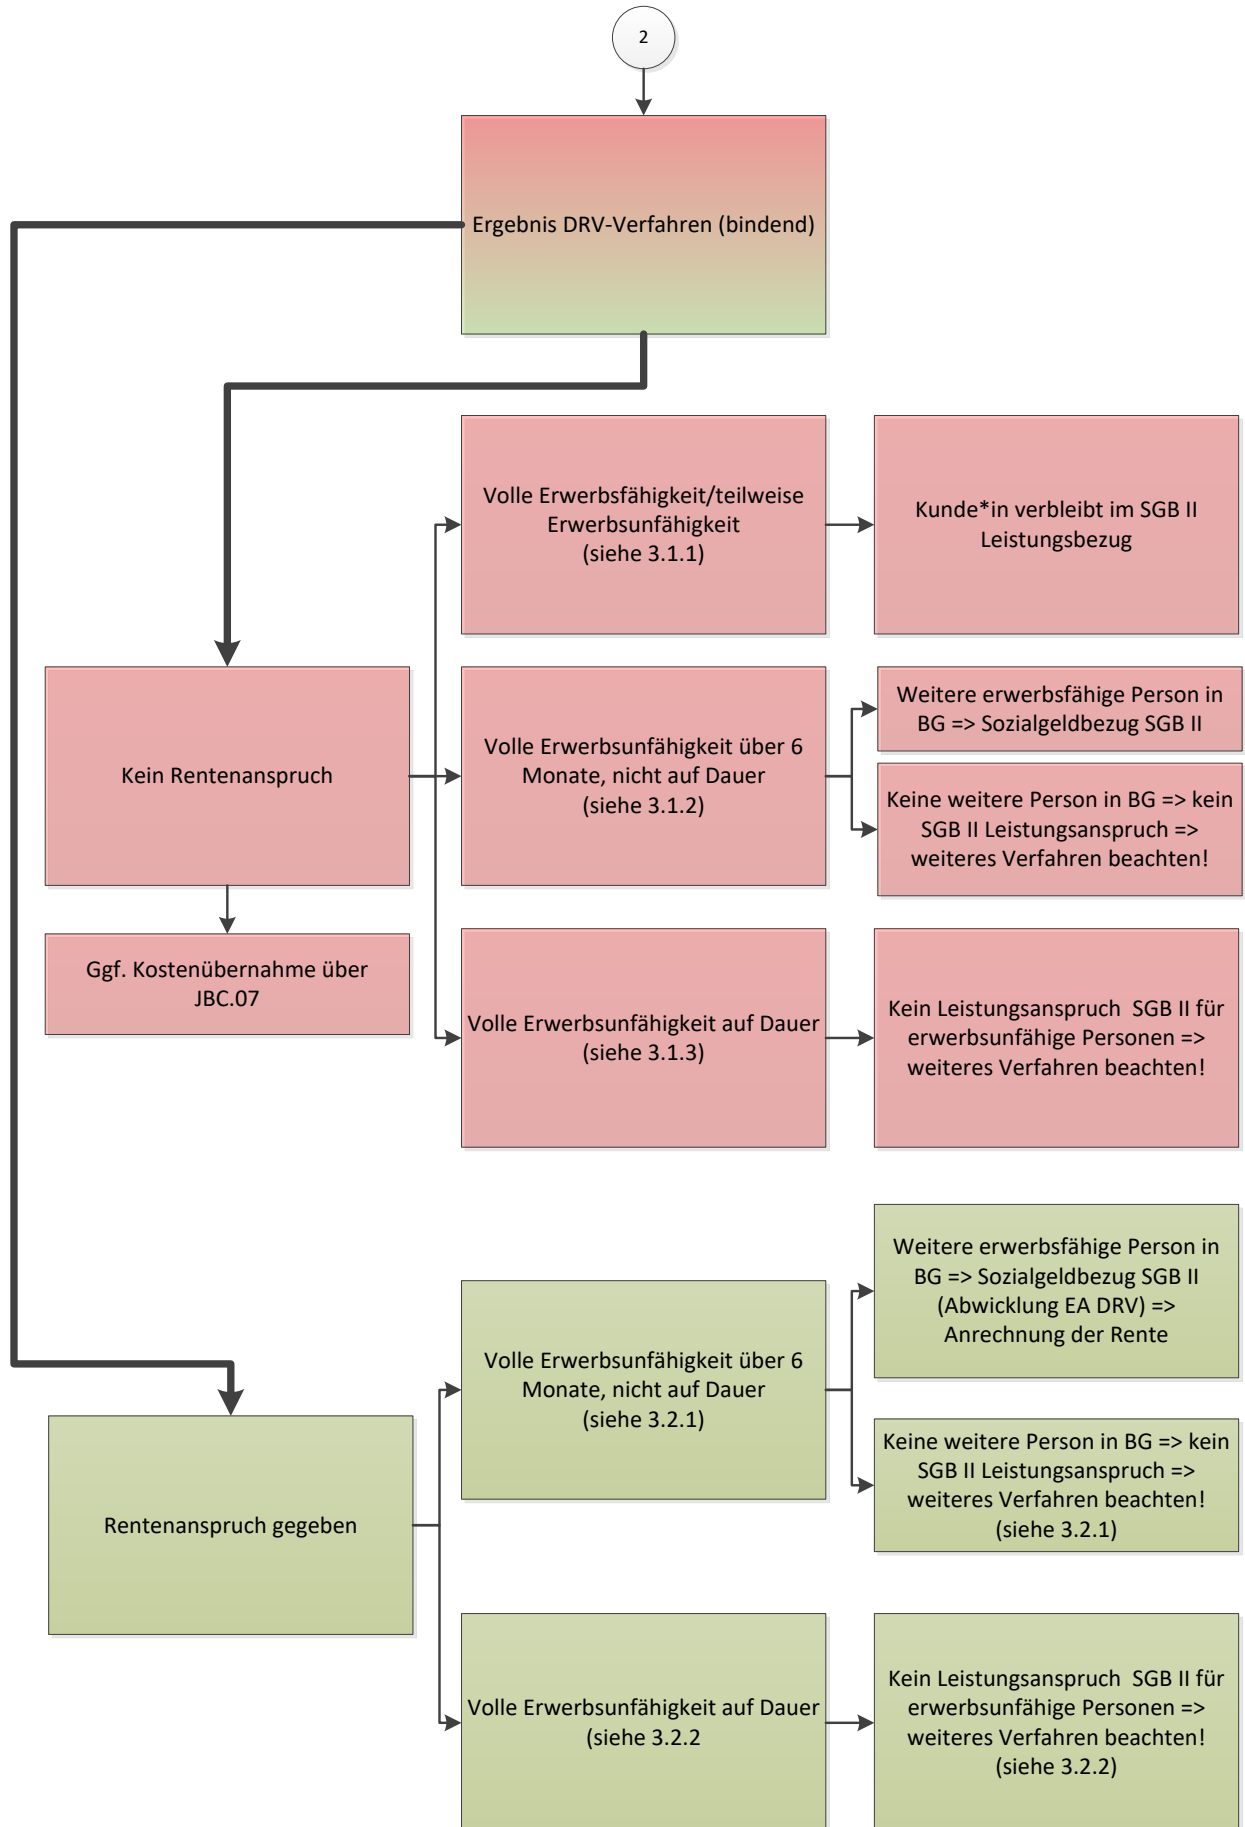 2
Ergebnis DRV-Verfahren (bindend)
Volle Erwerbsfähigkeit/teilweise
Erwerbsunfähigkeit
(siehe 3.1.1)
Kunde*in verbleibt im SGB II
Leistungsbezug
Kein Rentenanspruch
Volle Erwerbsunfähigkeit über 6
Monate, nicht auf Dauer
(siehe 3.1.2)
Weitere erwerbsfähige Person in
BG => Sozialgeldbezug SGB II
Keine weitere Person in BG => kein
SGB II Leistungsanspruch =>
weiteres Verfahren beachten!
Ggf. Kostenübernahme über
JBC.07
Volle Erwerbsunfähigkeit auf Dauer
(siehe 3.1.3)
Kein Leistungsanspruch  SGB II für
erwerbsunfähige Personen =>
weiteres Verfahren beachten!
Rentenanspruch gegeben
Volle Erwerbsunfähigkeit über 6
Monate, nicht auf Dauer
(siehe 3.2.1)
Weitere erwerbsfähige Person in
BG => Sozialgeldbezug SGB II
(Abwicklung EA DRV) =>
Anrechnung der Rente
Keine weitere Person in BG => kein
SGB II Leistungsanspruch =>
weiteres Verfahren beachten!
(siehe 3.2.1)
Volle Erwerbsunfähigkeit auf Dauer
(siehe 3.2.2
Kein Leistungsanspruch  SGB II für
erwerbsunfähige Personen =>
weiteres Verfahren beachten!
(siehe 3.2.2)